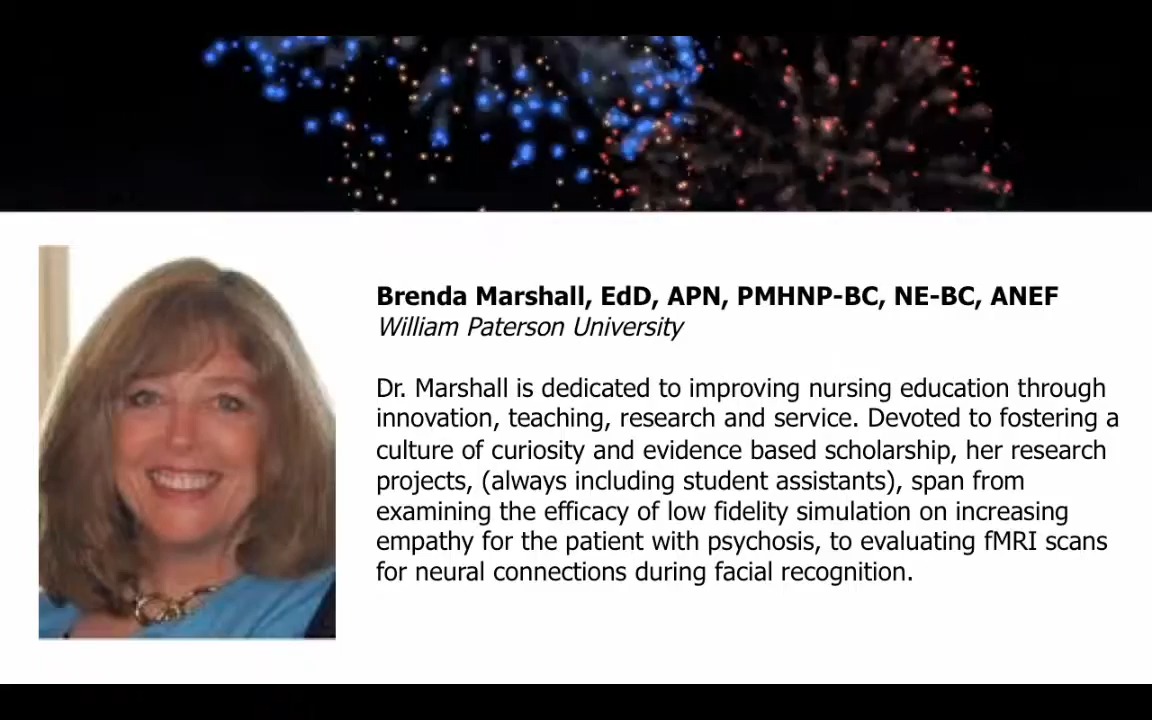 Brenda Marshall, EdD, APN, PMHNP-BC, NE-BC, ANEF
William Paterson University
Dr. Marshall is dedicated to improving nursing education through
innovation, teaching, research and service. Devoted to fostering a
culture of curiosity and evidence based scholarship, her research
projects, (always including student assistants), span from
examining the efficacy of low fidelity simulation on increasing
empathy for the patient with psychosis, to evaluating fMRI scans
for neural connections during facial recognition.